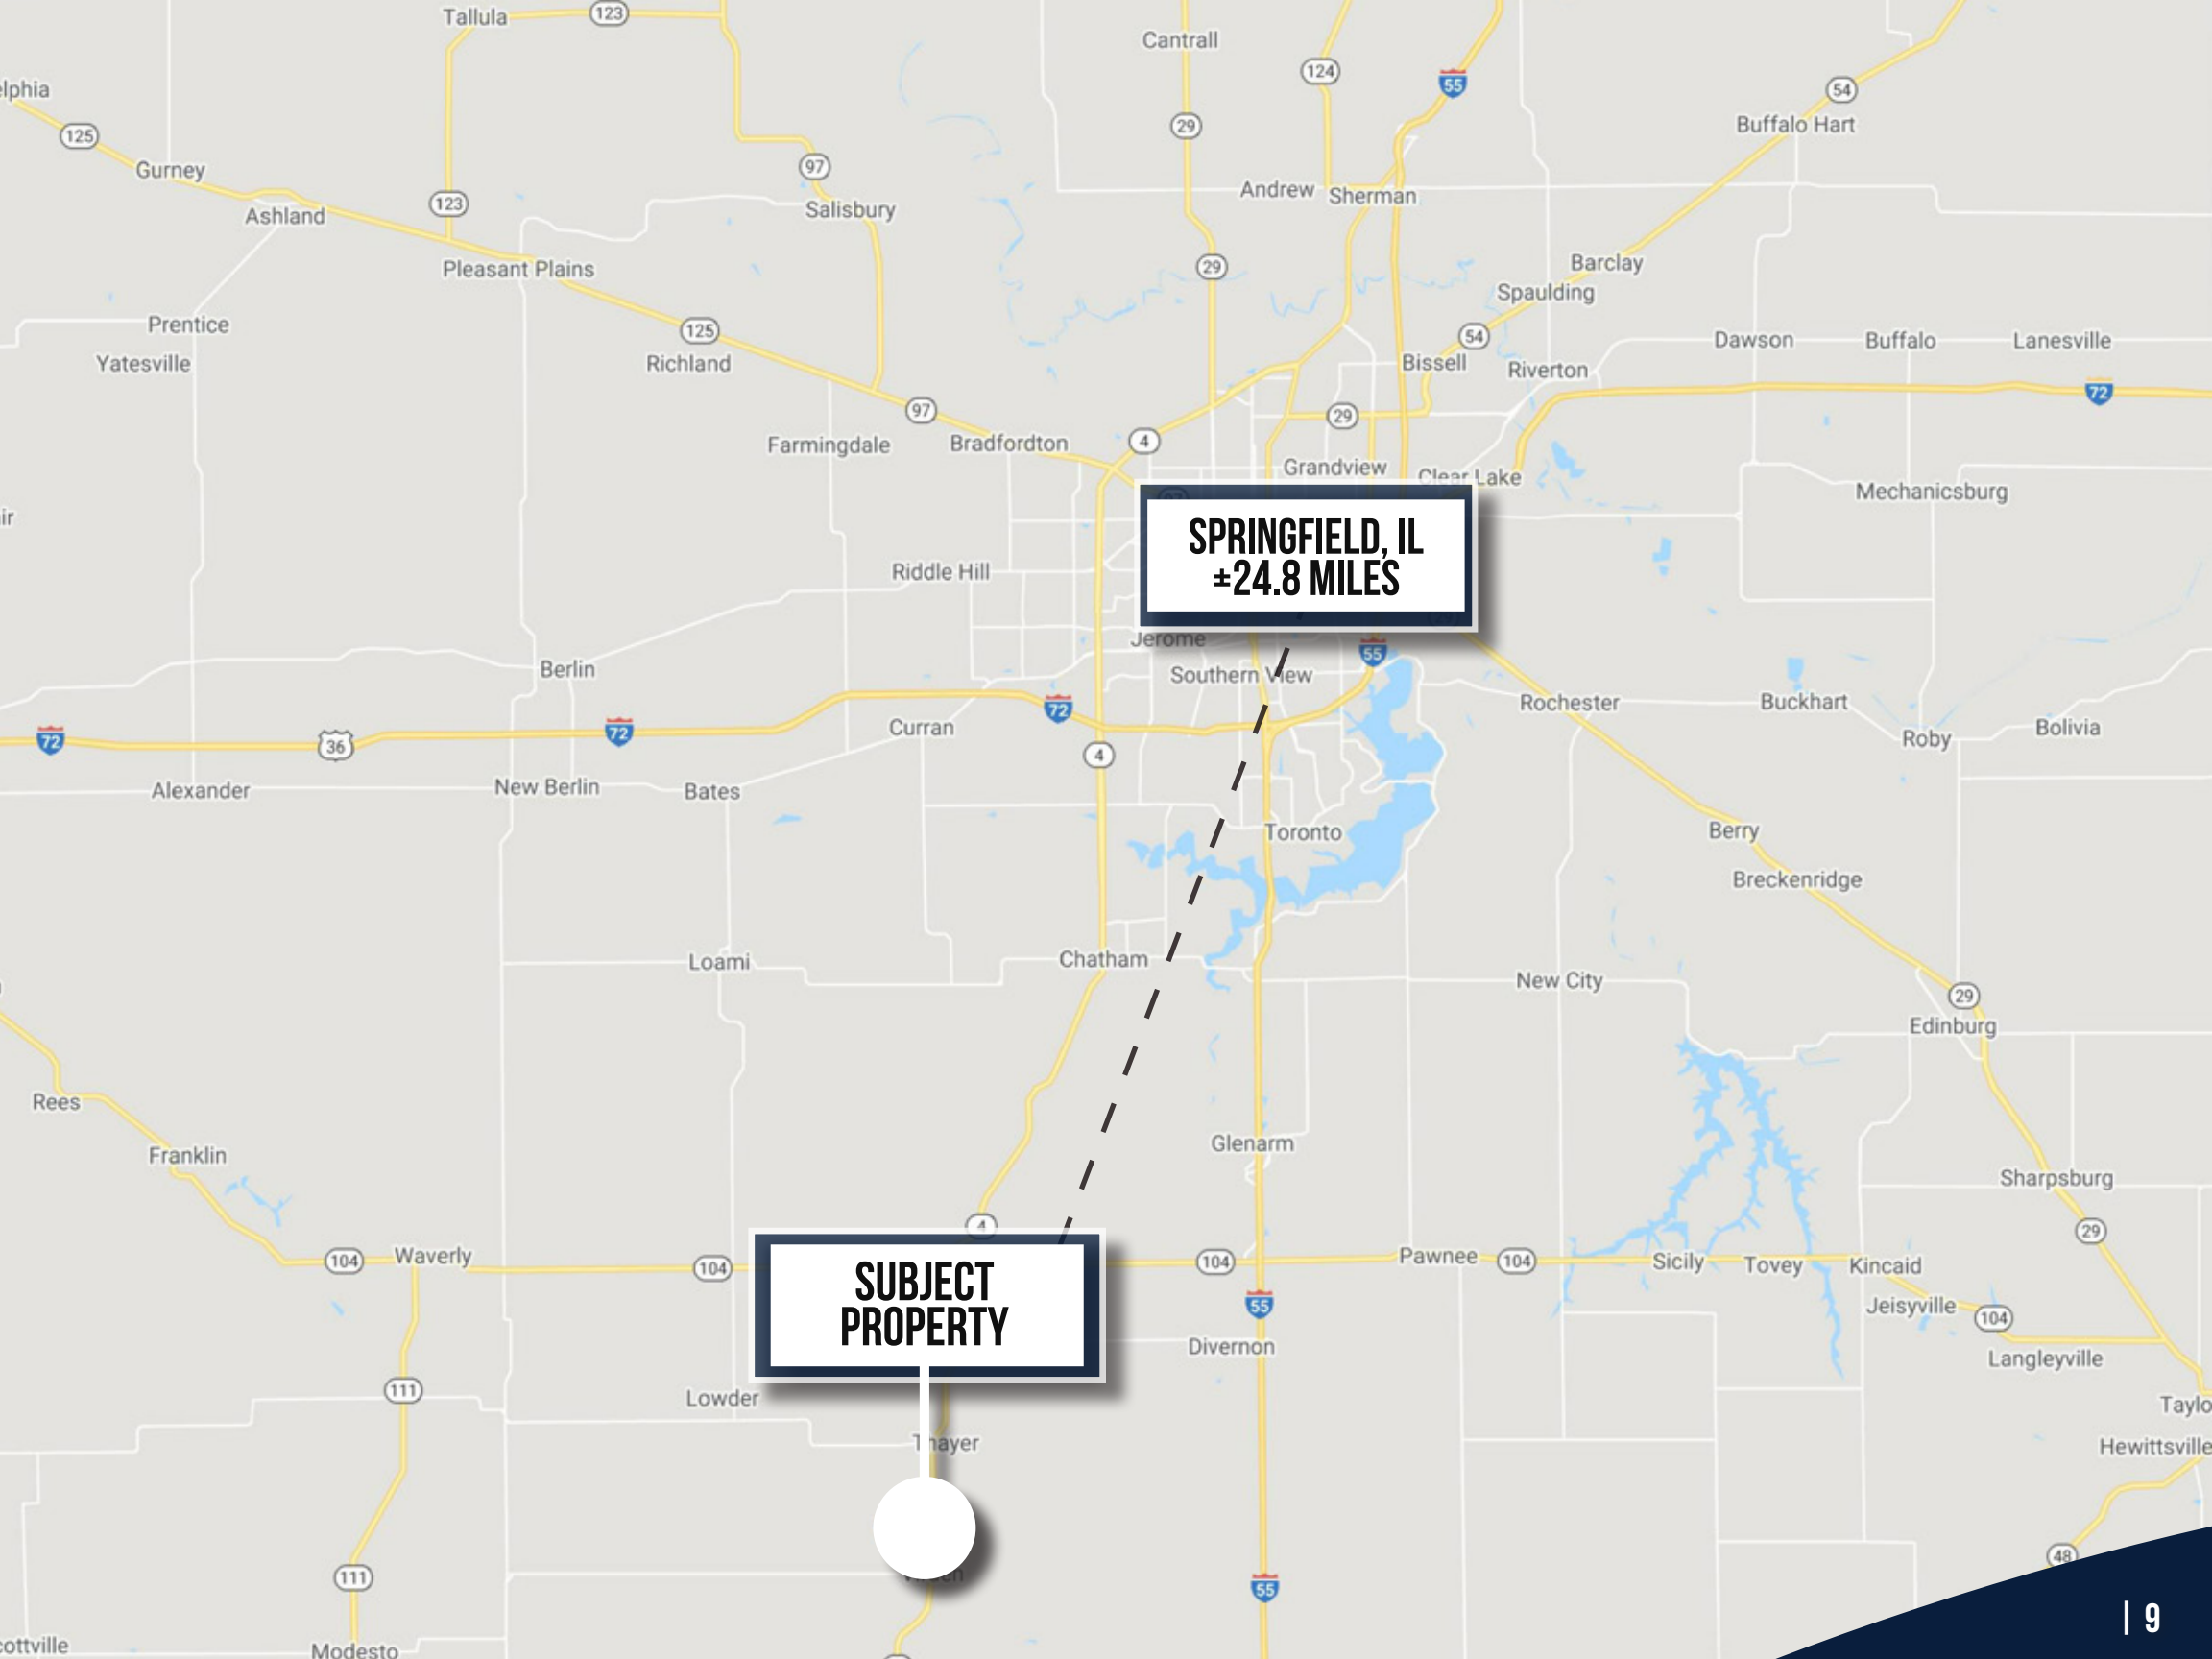 Tallula
123
Cantrall
124
55
54
elphia
125
Gurney
29
Buffalo Hart
97
Andrew
Sherman
123
Ashland
Salisbury
Pleasant Plains
29
Barclay
Spaulding
Prentice
Yatesville
125
Richland
54
Bissell
Riverton
Dawson
Buffalo
Lanesville
72
97
29
Farmingdale
Bradfordton
4
Grandview
Clear Lake
Mechanicsburg
ir
SPRINGFIELD, IL
±24.8 MILES
Riddle Hill
Jerome
55
Southern View
Berlin
Rochester
Buckhart
Roby
Bolivia
72
36
72
72
Curran
4
Alexander
New Berlin
Bates
Toronto
Berry
Breckenridge
Loami
Chatham
New City
29
Edinburg
Rees
Franklin
Glenarm
Sharpsburg
4
29
104
Waverly
104
104
Pawnee
104
Sicily
Tovey
Kincaid
SUBJECT
PROPERTY
55
Jeisyville
104
Divernon
Langleyville
111
Lowder
Taylo
Thayer
Hewittsville
48
111
55
ottville
Modesto
| 9